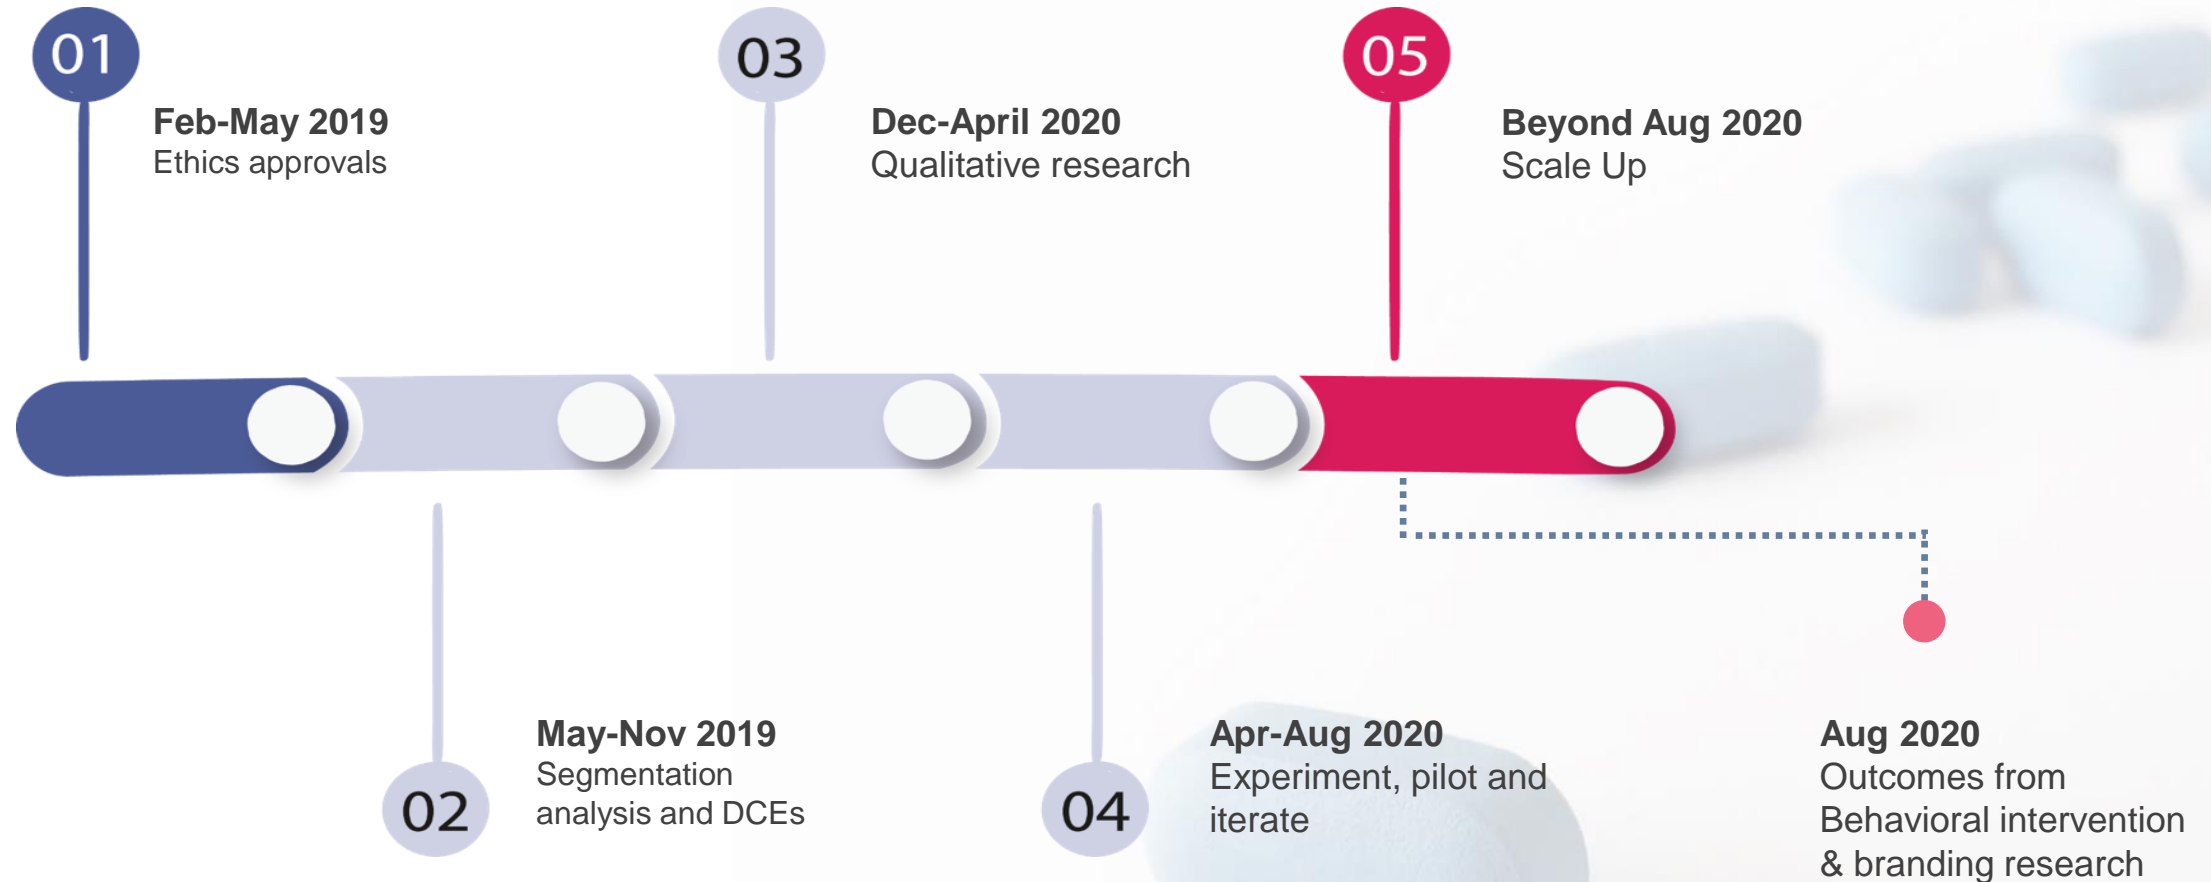 01
Feb-May 2019
Ethics approvals
03
Dec-April 2020
Qualitative research
05
Beyond Aug 2020
Scale Up
02
May-Nov 2019
Segmentation
analysis and DCEs
04
Apr-Aug 2020
Experiment, pilot and
iterate
Aug 2020
Outcomes from
Behavioral intervention
& branding research